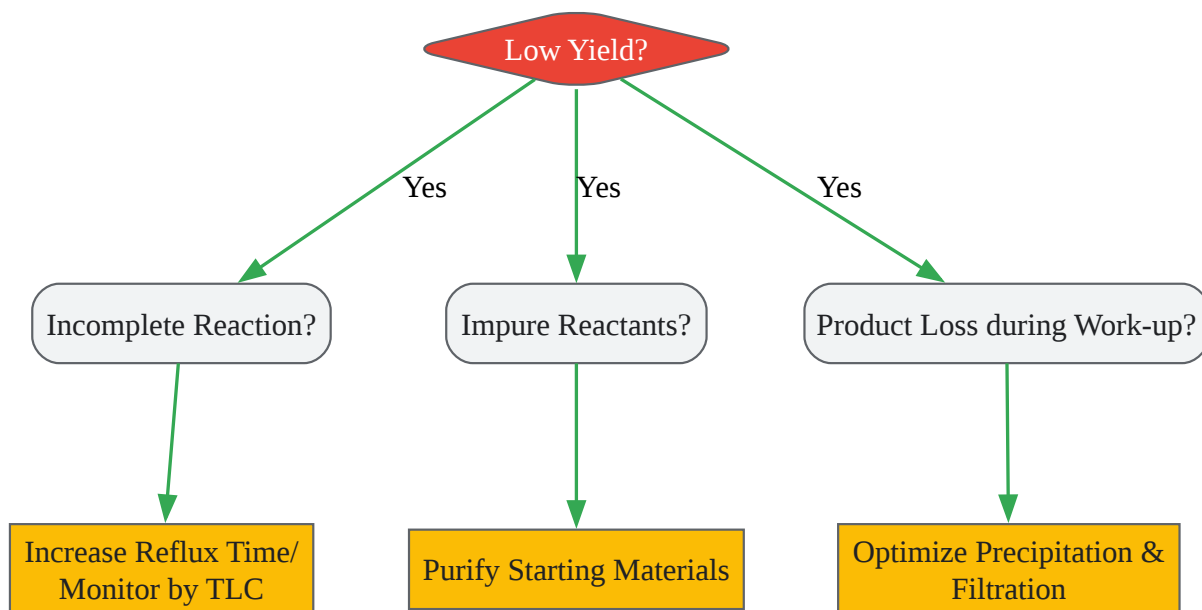 Low Yield?
Yes
Yes
Yes
Incomplete Reaction?
Impure Reactants?
Product Loss during Work-up?
Increase Reflux Time/
Monitor by TLC
Purify Starting Materials
Optimize Precipitation &
Filtration